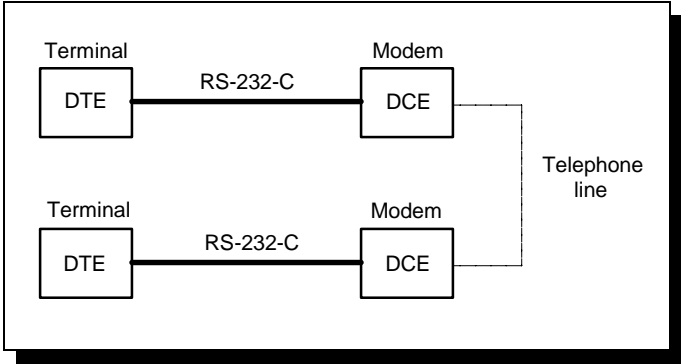 Terminal
Modem
RS-232-C
DTE
DCE
Telephone
line
Terminal
Modem
RS-232-C
DTE
DCE